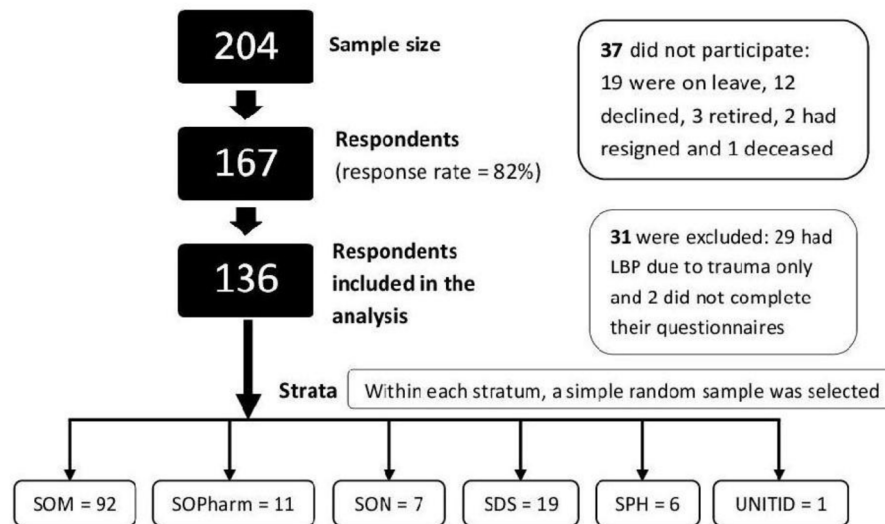 204
Sample size
37 did not participate:
19 were on leave, 12
declined, 3 retired, 2 had
resigned and 1 deceased
167
Respondents
(response rate = 82%)
136
Respondents
included in the
analysis
31 were excluded: 29 had
LBP due to trauma only
and 2 did not complete
their questionnaires
Strata
Within each stratum, a simple random sample was selected
SOM = 92
SOPharm = 11
SON = 7
SDS = 19
SPH = 6
UNITID = 1